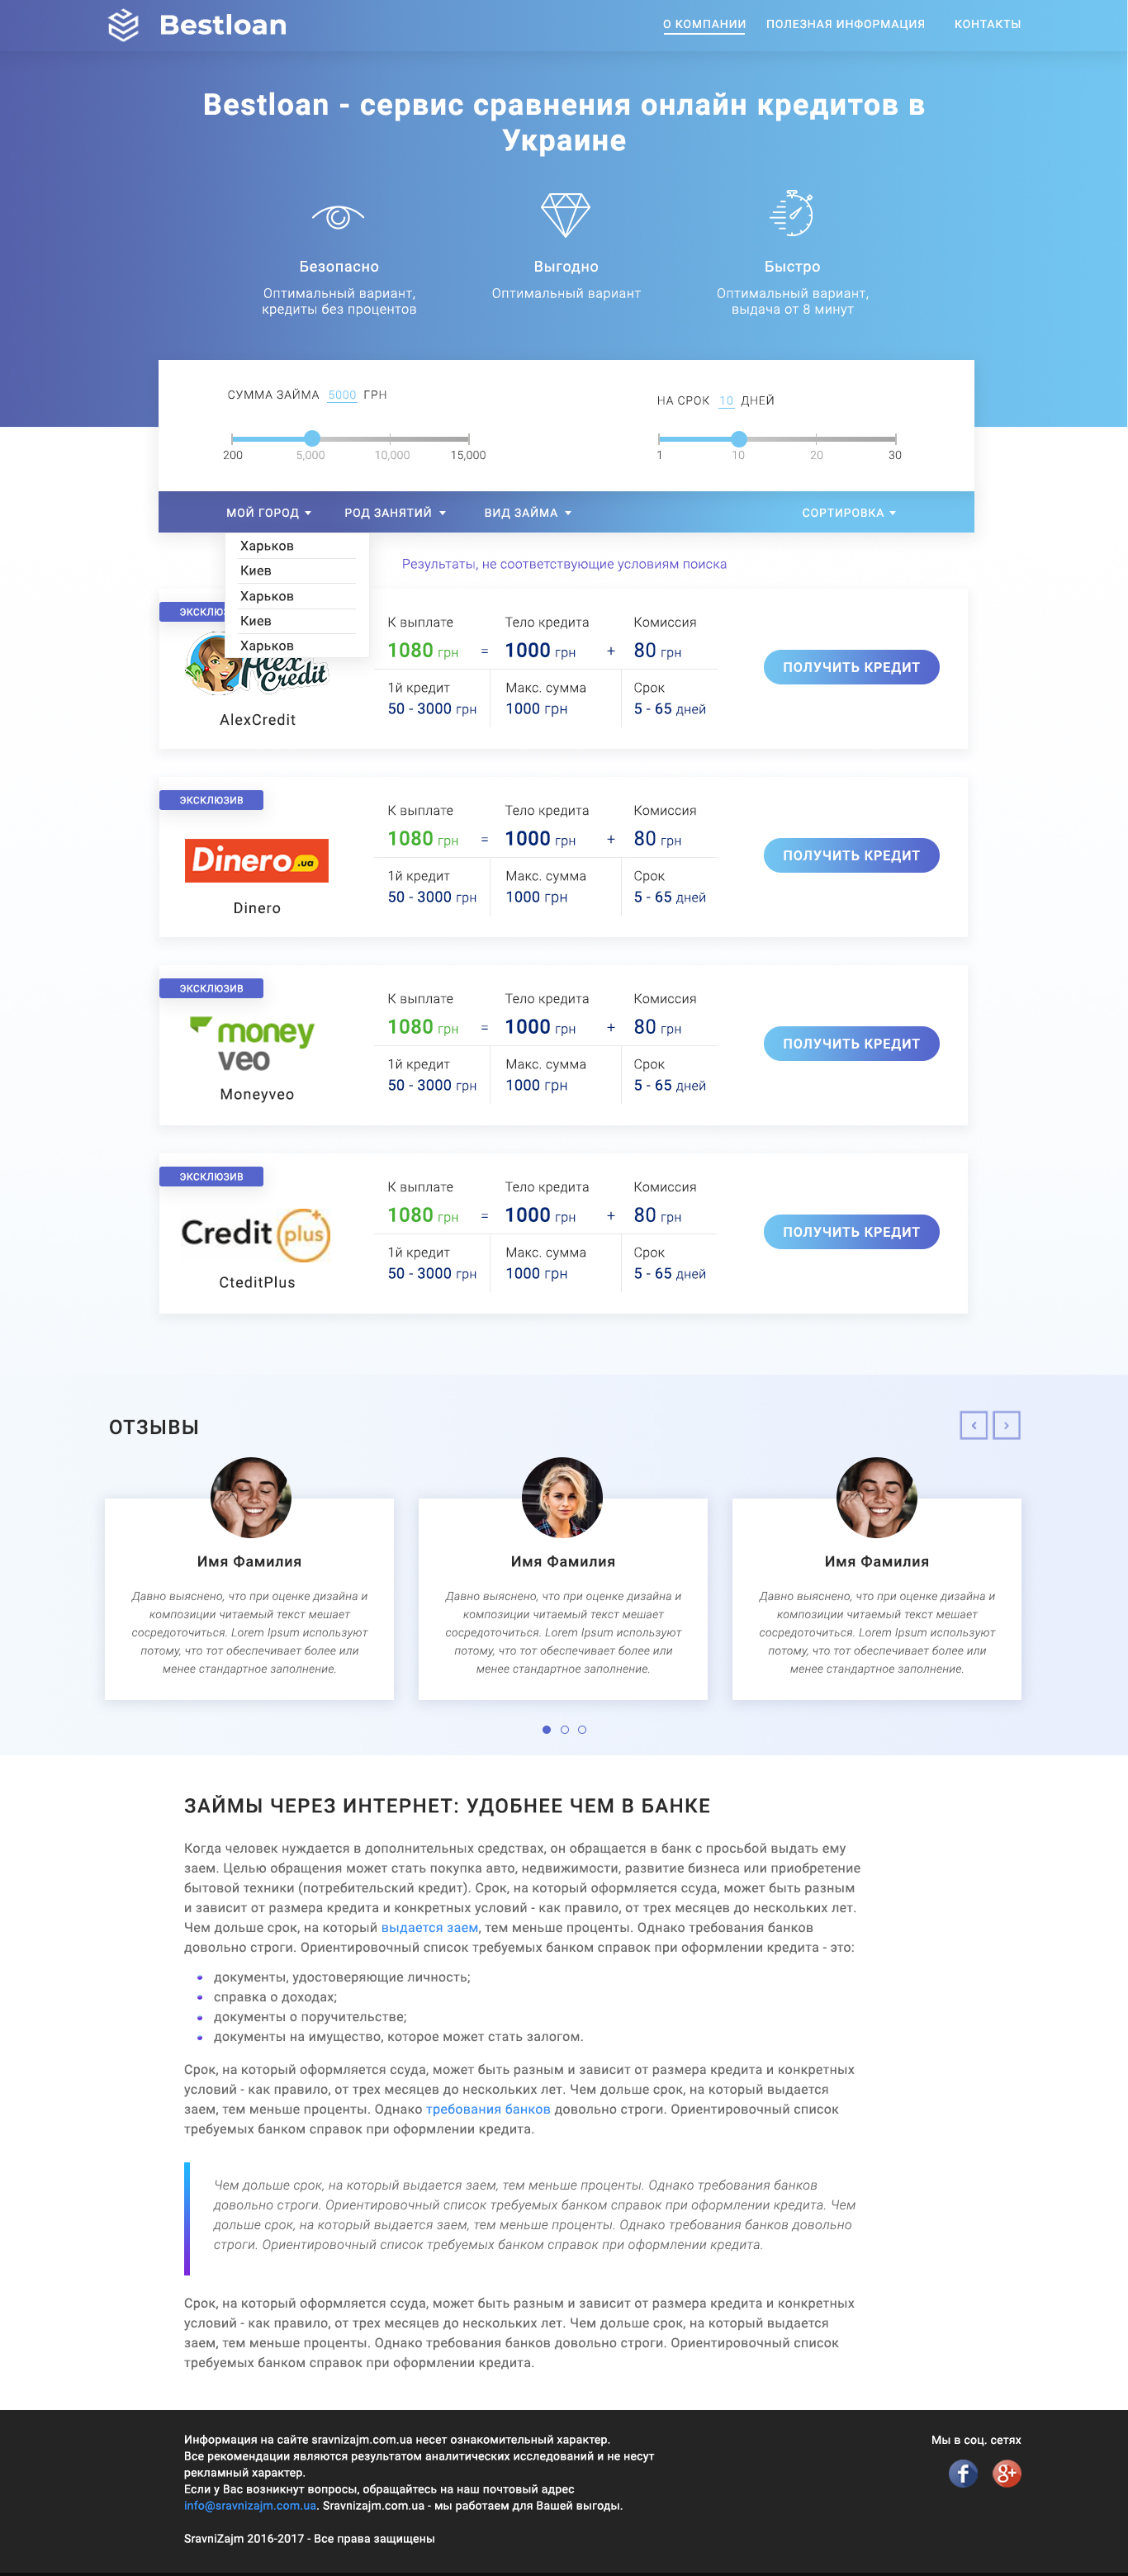 Bestloan
О КОМПАНИИ ПОЛЕЗНАЯ ИНФОРМАЦИЯ КОНТАКТЫ
Bestloan - сервис сравнения онлайн кредитов в
Украине
Безопасно
Оптимальный вариант,
кредиты без процентов
Выгодно
Оптимальный вариант
Быстро
Оптимальный вариант,
выдача от 8 минут
СУММА ЗАЙМА 5000 ГРН
200 5,000 10,000 15,000
НА СРОК 10 ДНЕЙ
1 10 20 30
МОЙ ГОРОД РОД ЗАНЯТИЙ ВИД ЗАЙМА СОРТИРОВКА
Харьков
Киев
Харьков
Киев
Харьков
Результаты, не соответствующие условиям поиска
ЭКСКЛЮЗ
Alex
Credit
AlexCredit
К выплате Тело кредита Комиссия
1080 грн = 1000 грн + 80 грн
1й кредит Макс. сумма Срок
50 - 3000 грн 1000 грн 5 - 65 дней
ПОЛУЧИТЬ КРЕДИТ
ЭКСКЛЮЗИВ
Dinero .ua
Dinero
К выплате Тело кредита Комиссия
1080 грн = 1000 грн + 80 грн
1й кредит Макс. сумма Срок
50 - 3000 грн 1000 грн 5 - 65 дней
ПОЛУЧИТЬ КРЕДИТ
ЭКСКЛЮЗИВ
money
veo
Moneyveo
К выплате Тело кредита Комиссия
1080 грн = 1000 грн + 80 грн
1й кредит Макс. сумма Срок
50 - 3000 грн 1000 грн 5 - 65 дней
ПОЛУЧИТЬ КРЕДИТ
ЭКСКЛЮЗИВ
Credit plus
CteditPlus
К выплате Тело кредита Комиссия
1080 грн = 1000 грн + 80 грн
1й кредит Макс. сумма Срок
50 - 3000 грн 1000 грн 5 - 65 дней
ПОЛУЧИТЬ КРЕДИТ
ОТЗЫВЫ
Имя Фамилия
Давно выяснено, что при оценке дизайна и
композиции читаемый текст мешает
сосредоточиться. Lorem Ipsum используют
потому, что тот обеспечивает более или
менее стандартное заполнение.
Имя Фамилия
Давно выяснено, что при оценке дизайна и
композиции читаемый текст мешает
сосредоточиться. Lorem Ipsum используют
потому, что тот обеспечивает более или
менее стандартное заполнение.
Имя Фамилия
Давно выяснено, что при оценке дизайна и
композиции читаемый текст мешает
сосредоточиться. Lorem Ipsum используют
потому, что тот обеспечивает более или
менее стандартное заполнение.
ЗАЙМЫ ЧЕРЕЗ ИНТЕРНЕТ: УДОБНЕЕ ЧЕМ В БАНКЕ
Когда человек нуждается в дополнительных средствах, он обращается в банк с просьбой выдать ему
заем. Целью обращения может стать покупка авто, недвижимости, развитие бизнеса или приобретение
бытовой техники (потребительский кредит). Срок, на который оформляется ссуда, может быть разным
и зависит от размера кредита и конкретных условий - как правило, от трех месяцев до нескольких лет.
Чем дольше срок, на который выдается заем, тем меньше проценты. Однако требования банков
довольно строги. Ориентировочный список требуемых банком справок при оформлении кредита - это:
документы, удостоверяющие личность;
справка о доходах;
документы о поручительстве;
документы на имущество, которое может стать залогом.
Срок, на который оформляется ссуда, может быть разным и зависит от размера кредита и конкретных
условий - как правило, от трех месяцев до нескольких лет. Чем дольше срок, на который выдается
заем, тем меньше проценты. Однако требования банков довольно строги. Ориентировочный список
требуемых банком справок при оформлении кредита.
Чем дольше срок, на который выдается заем, тем меньше проценты. Однако требования банков
довольно строги. Ориентировочный список требуемых банком справок при оформлении кредита. Чем
дольше срок, на который выдается заем, тем меньше проценты. Однако требования банков довольно
строги. Ориентировочный список требуемых банком справок при оформлении кредита.
Срок, на который оформляется ссуда, может быть разным и зависит от размера кредита и конкретных
условий - как правило, от трех месяцев до нескольких лет. Чем дольше срок, на который выдается
заем, тем меньше проценты. Однако требования банков довольно строги. Ориентировочный список
требуемых банком справок при оформлении кредита.
Информация на сайте sravnizajm.com.ua несет ознакомительный характер.
Все рекомендации являются результатом аналитических исследований и не несут
рекламный характер.
Если у Вас возникнут вопросы, обращайтесь на наш почтовый адрес
info@sravnizajm.com.ua. Sravnizajm.com.ua - мы работаем для Вашей выгоды.
SravniZajm 2016-2017 - Все права защищены
Мы в соц. сетях
f g+